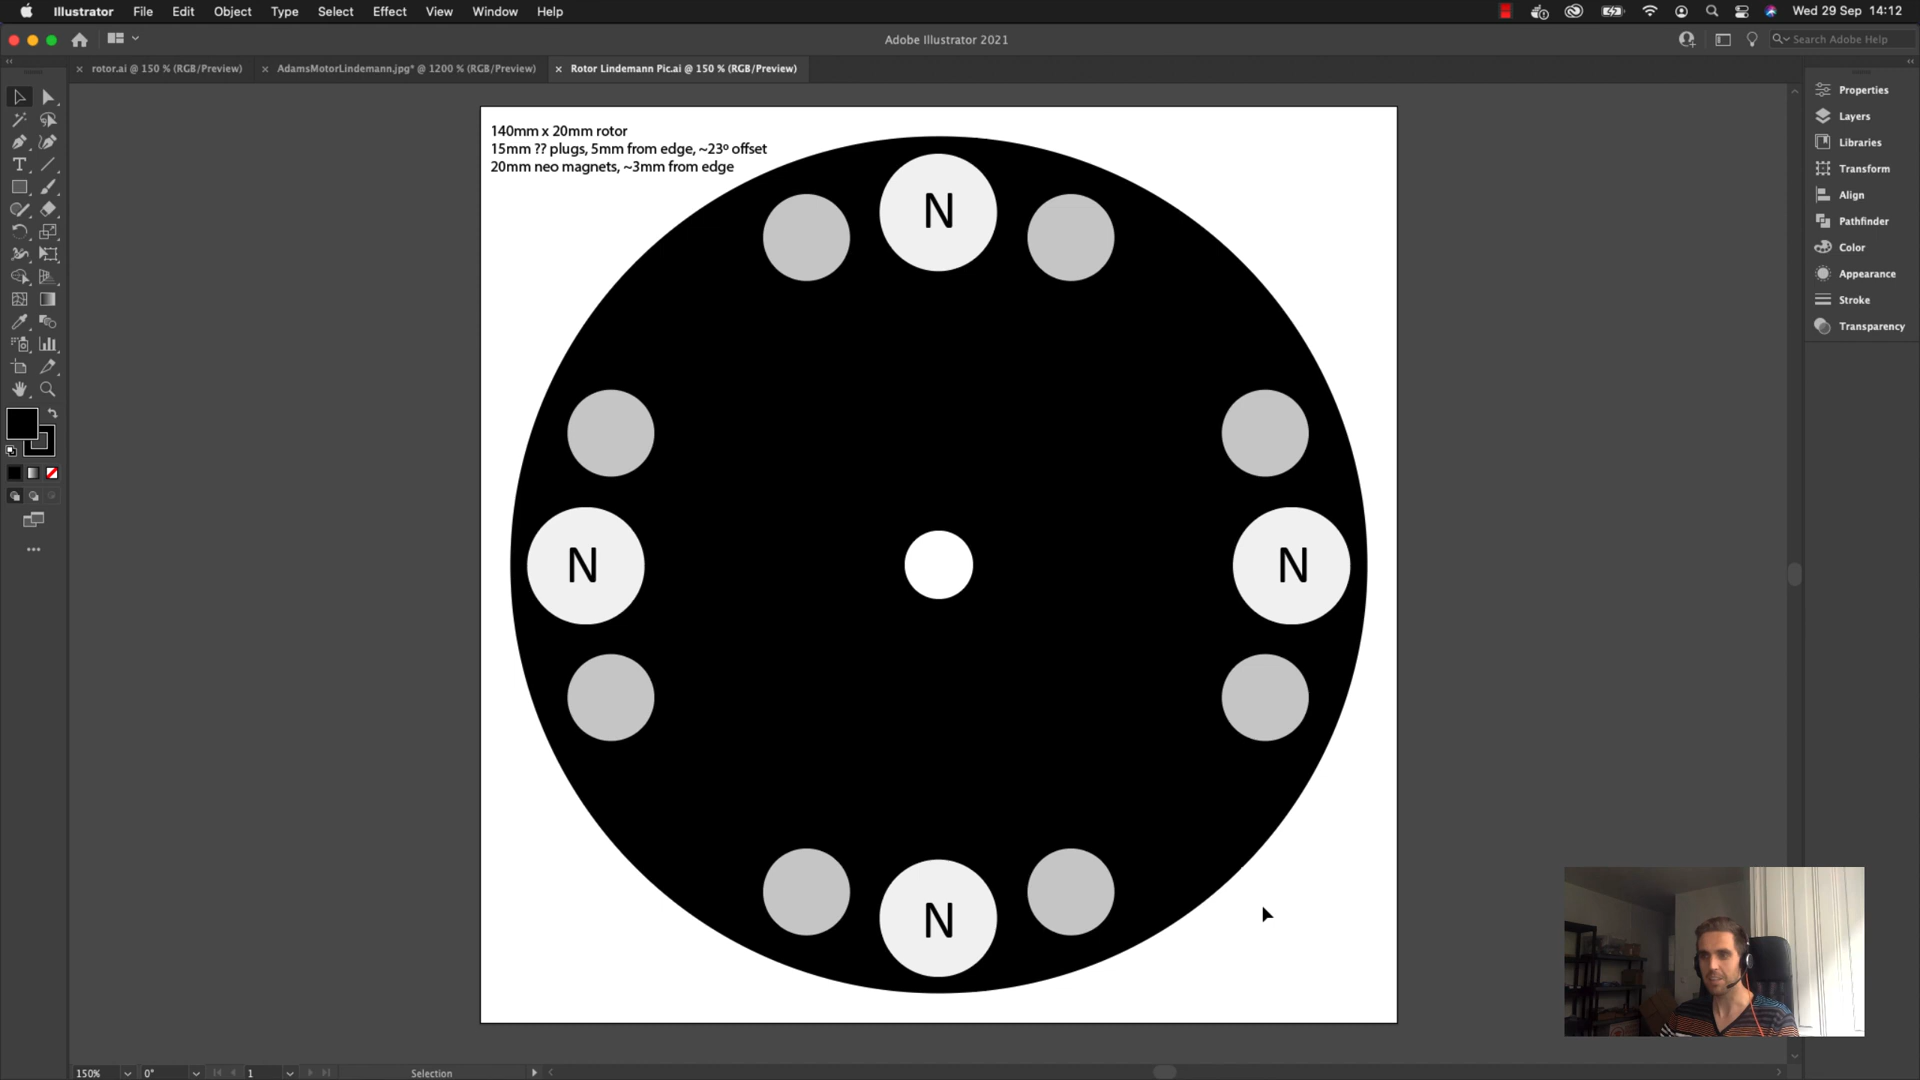 Illustrator File Edit Object Type Select Effect View Window Help Wed 29 Sep 14:12
Adobe Illustrator 2021 Search Adobe Help
rotor.ai @ 150 % (RGB/Preview) AdamsMotorLindemann.jpg* @ 1200 % (RGB/Preview) Rotor Lindemann Pic.ai @ 150 % (RGB/Preview)
140mm x 20mm rotor
15mm ?? plugs, 5mm from edge, ~23º offset
20mm neo magnets, ~3mm from edge
N
N
N
N
Properties
Layers
Libraries
Transform
Align
Pathfinder
Color
Appearance
Stroke
Transparency
150% 0° 1 Selection